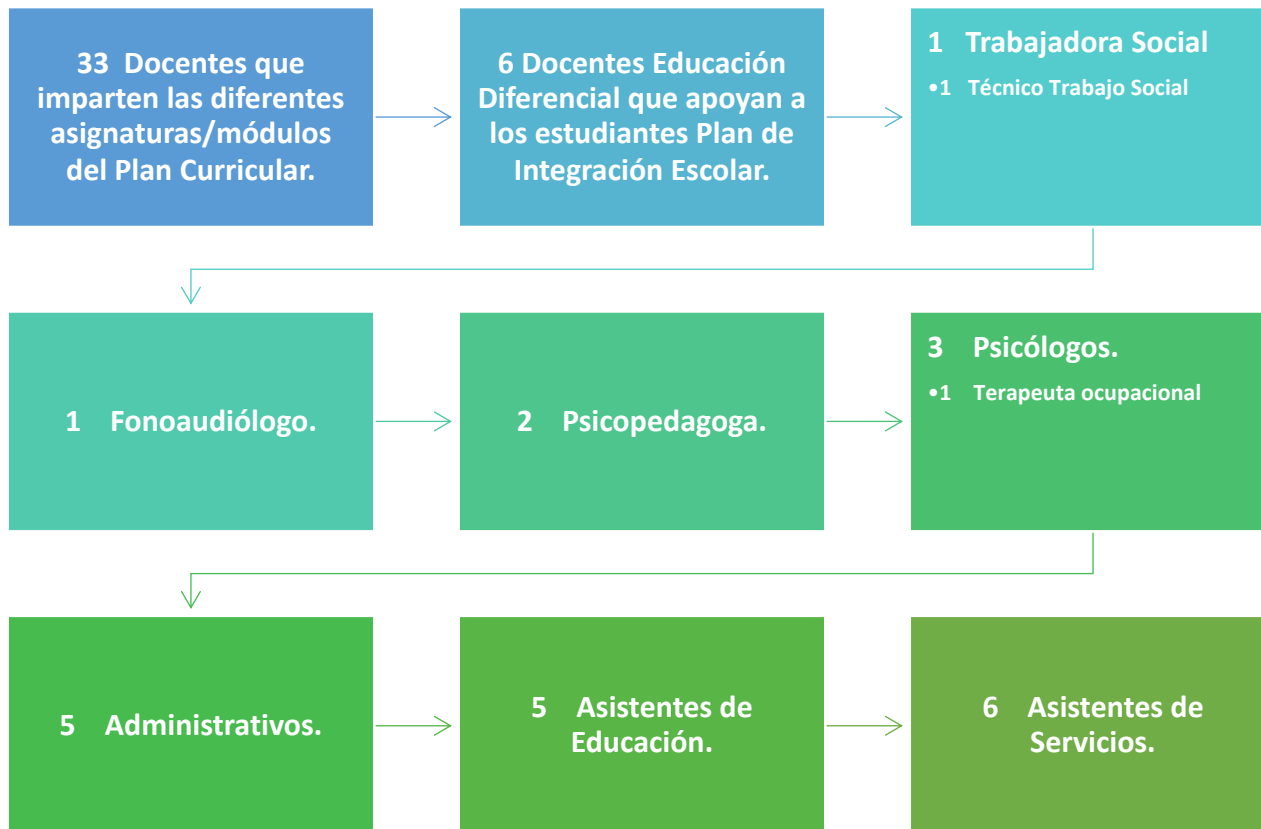 33 Docentes que
imparten las diferentes
asignaturas/módulos
del Plan Curricular.
6 Docentes Educación
Diferencial que apoyan a
los estudiantes Plan de
Integración Escolar.
1 Trabajadora Social
•1 Técnico Trabajo Social
1 Fonoaudiólogo.
2 Psicopedagoga.
3 Psicólogos.
•1 Terapeuta ocupacional
5 Administrativos.
5 Asistentes de
Educación.
6 Asistentes de
Servicios.